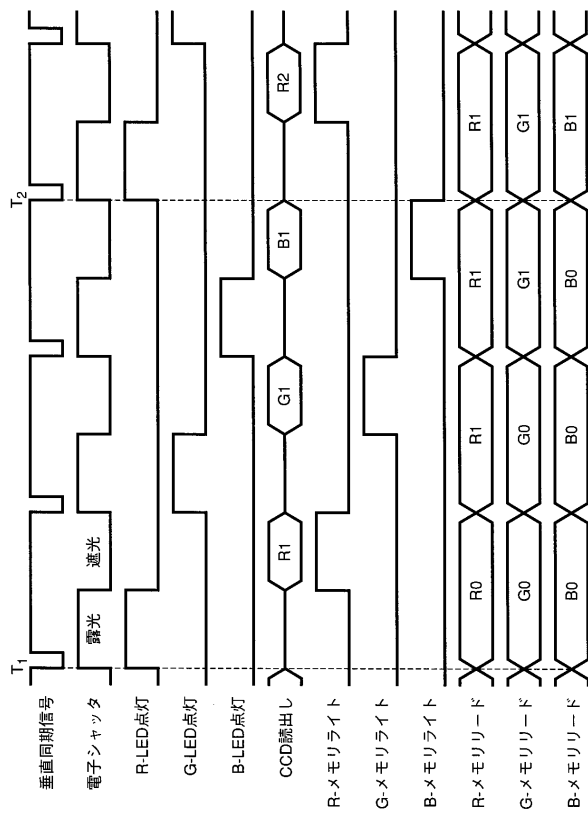 T1 T2
垂直同期信号
電子シャッタ 露光 遮光
R-LED点灯
G-LED点灯
B-LED点灯
CCD読出し R1 G1 B1 R2
R-メモリライト
G-メモリライト
B-メモリライト
R-メモリリード R0 R1 R1 R1
G-メモリリード G0 G0 G1 G1
B-メモリリード B0 B0 B0 B1